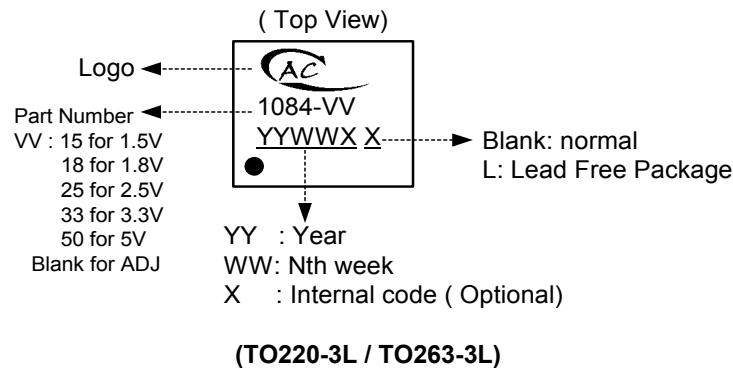 ( Top View)
Logo
AC
Part Number
1084-VV
VV : 15 for 1.5V
YYWWX X
Blank: normal
18 for 1.8V
L: Lead Free Package
25 for 2.5V
33 for 3.3V
50 for 5V
Blank for ADJ
YY : Year
WW: Nth week
X : Internal code ( Optional)
(TO220-3L / TO263-3L)